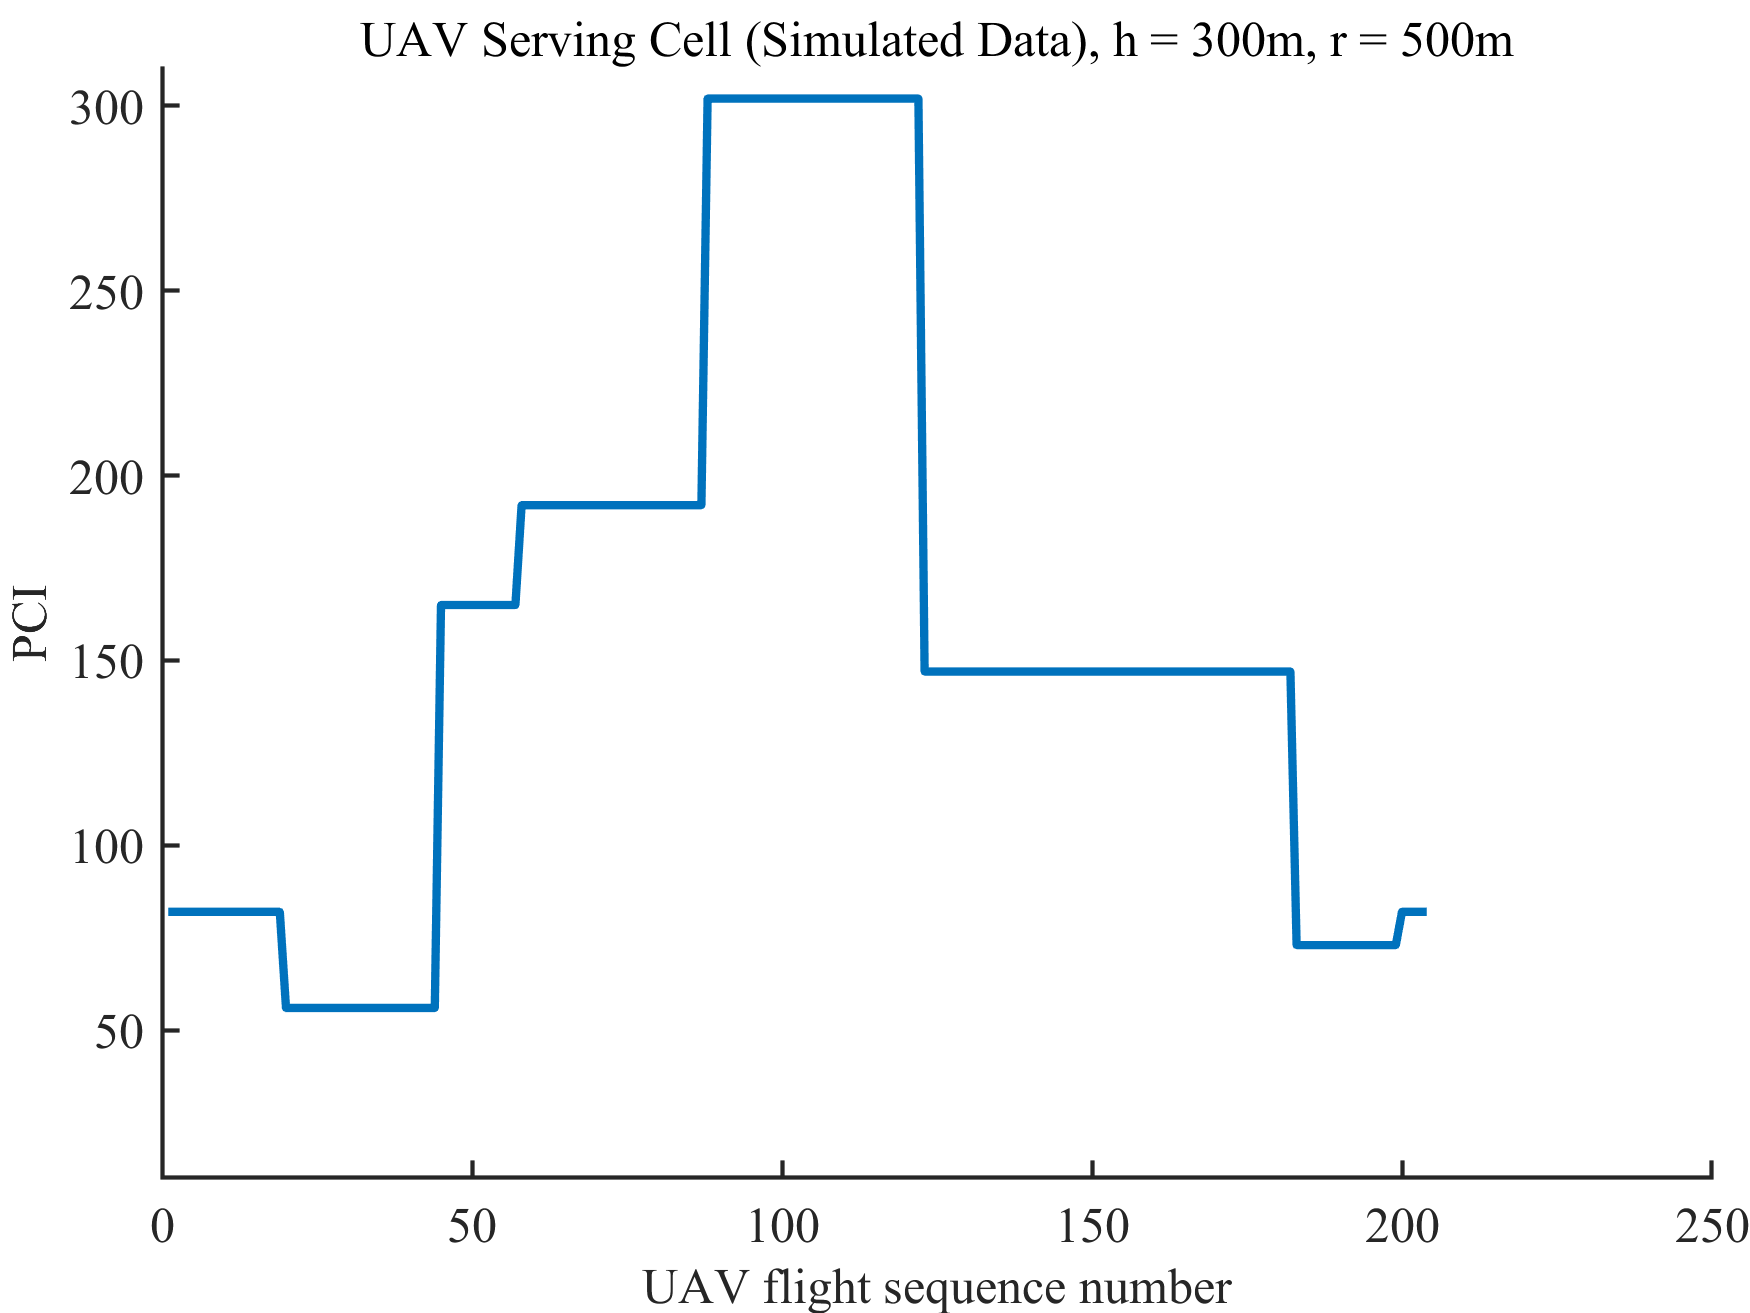 UAV Serving Cell (Simulated Data), h = 300m, r = 500m
300
250
200
150
100
50
PCI
0 50 100 150 200 250
UAV flight sequence number